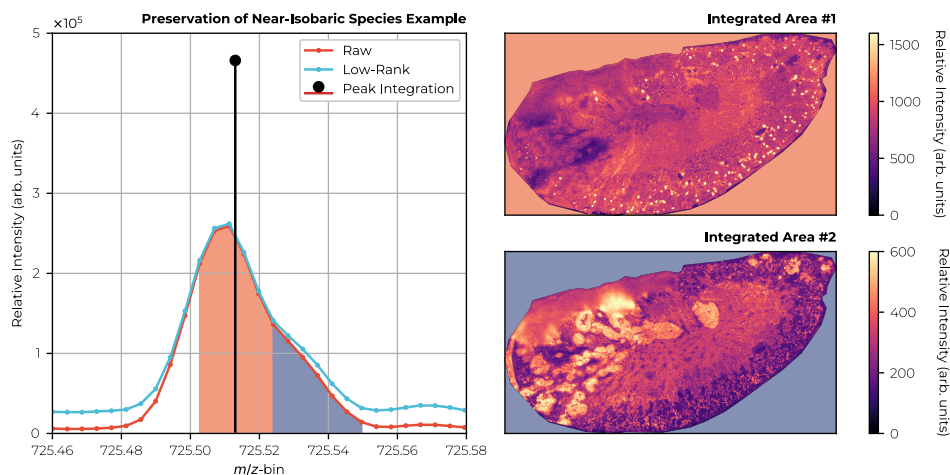 Preservation of Near-Isobaric Species Example
×10⁵
5
4
3
2
1
0
Relative Intensity (arb. units)
Raw
Low-Rank
Peak Integration
725.46
725.48
725.50
725.52
725.54
725.56
725.58
m/z-bin
Integrated Area #1
1500
1000
500
0
Relative Intensity (arb. units)
Integrated Area #2
600
400
200
0
Relative Intensity (arb. units)